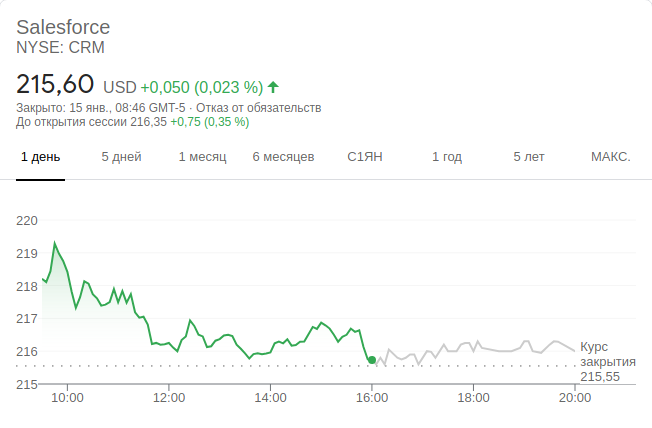 Salesforce
NYSE: CRM
215,60 USD +0,050 (0,023 %)
Закрыто: 15 янв., 08:46 GMT-5 · Отказ от обязательств
До открытия сессии 216,35 +0,75 (0,35 %)
1 день 5 дней 1 месяц 6 месяцев С1ЯН 1 год 5 лет МАКС.
220
219
218
217
216
215
Курс
закрытия
215,55
10:00 12:00 14:00 16:00 18:00 20:00